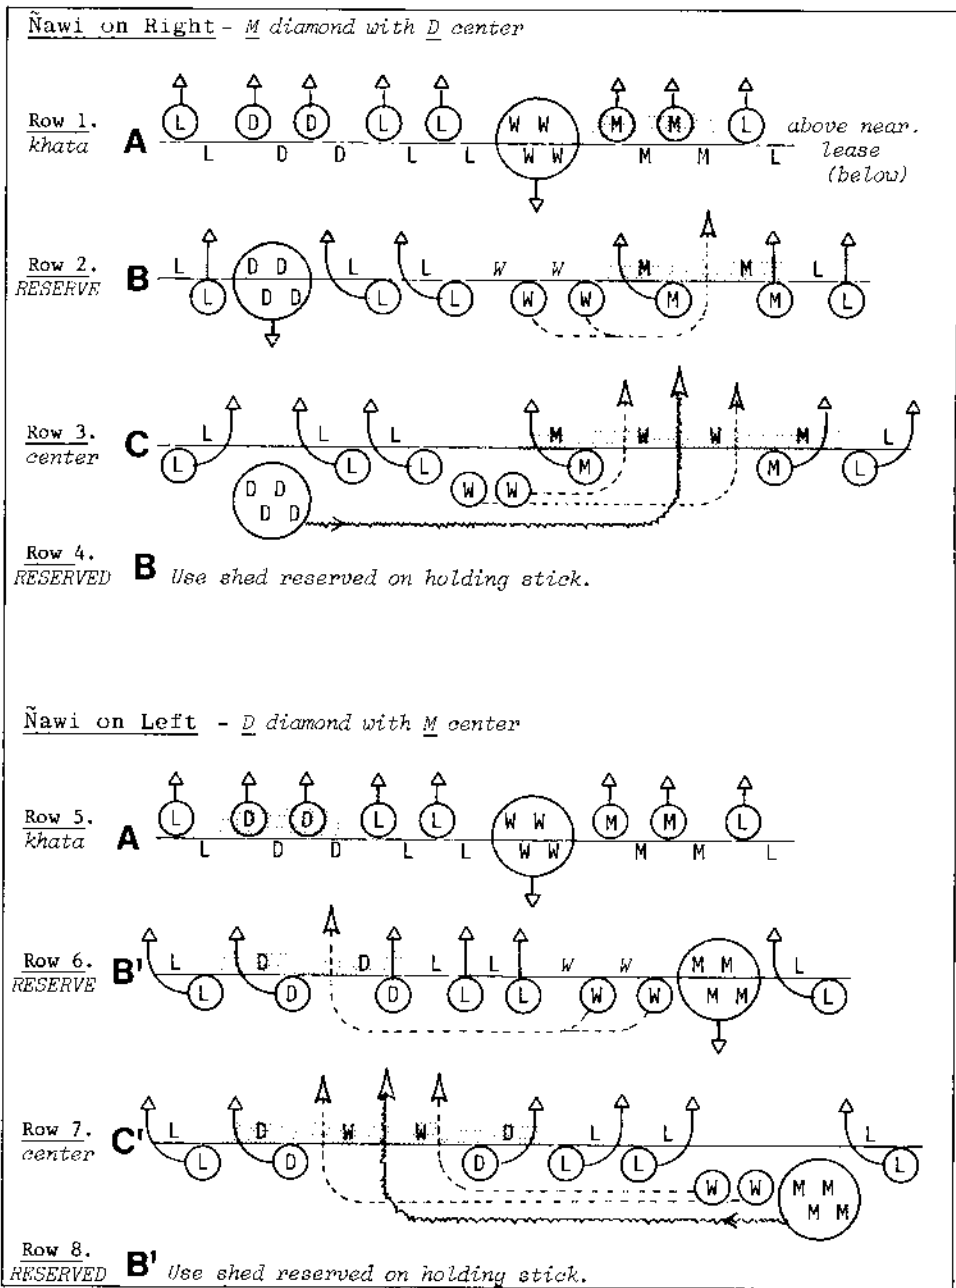 Ñawi on Right - M diamond with D center
Row 1.
khata
A
L D D L L W W M M L
L D D L L W W M M L
above near.
lease
(below)
Row 2.
RESERVE
B
L D D L L W W M M L
L D D L L W W M M L
Row 3.
center
C
L L L M W W M L
L L L M M L
D D W W
D D
Row 4.
RESERVED
B Use shed reserved on holding stick.
Ñawi on Left - D diamond with M center
Row 5.
khata
A
L D D L L W W M M L
L D D L L W W M M L
Row 6.
RESERVE
B'
L D D L L W W M M L
L D D L L W W M M L
Row 7.
center
C'
L D W W D L L L
L D D L L L
W W M M
M M
Row 8.
RESERVED
B' Use shed reserved on holding stick.